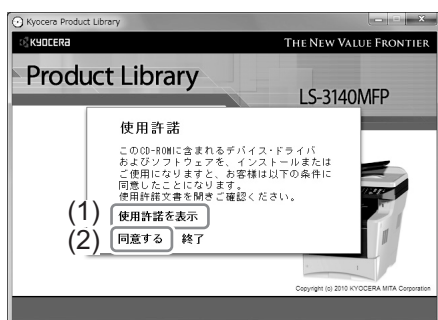 Kyocera Product Library
KYOCERA THE NEW VALUE FRONTIER
Product Library
LS-3140MFP
使用許諾
このCD-ROMに含まれるデバイス・ドライバ
およびソフトウェアを、インストールまたは
ご使用になりますと、お客様は以下の条件に
同意したことになります。
使用許諾文書を開きご確認ください。
(1) 使用許諾を表示
(2) 同意する 終了
Copyright (c) 2010 KYOCERA MITA Corporation